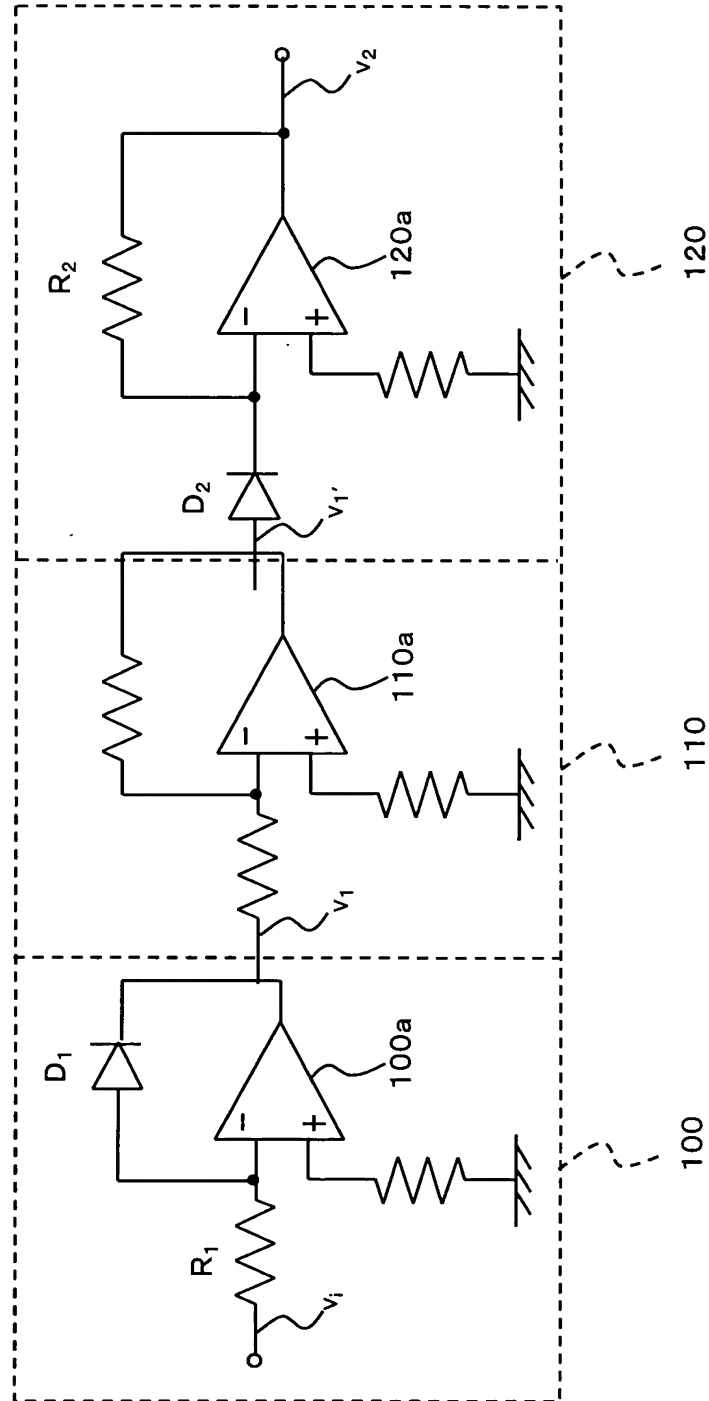 R₁
vᵢ
D₁
−
+
100a
100
v₁
−
+
110a
110
v₁'
D₂
R₂
−
+
120a
v₂
120